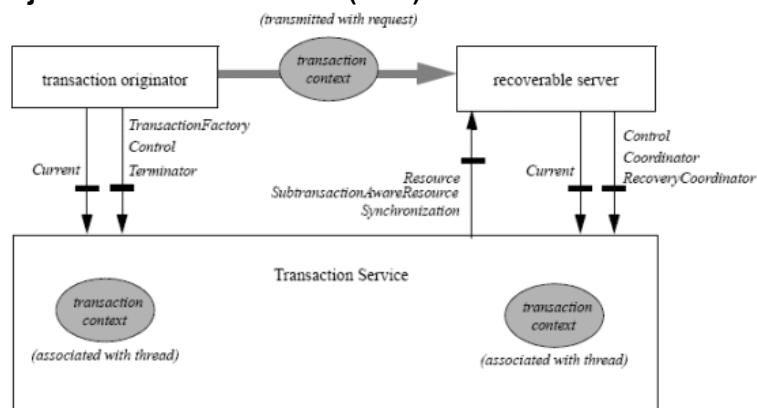 (transmitted with request)
transaction
context
transaction originator
recoverable server
TransactionFactory
Control
Terminator
Current
Resource
SubtransactionAwareResource
Synchronization
Current
Control
Coordinator
RecoveryCoordinator
Transaction Service
transaction
context
(associated with thread)
transaction
context
(associated with thread)